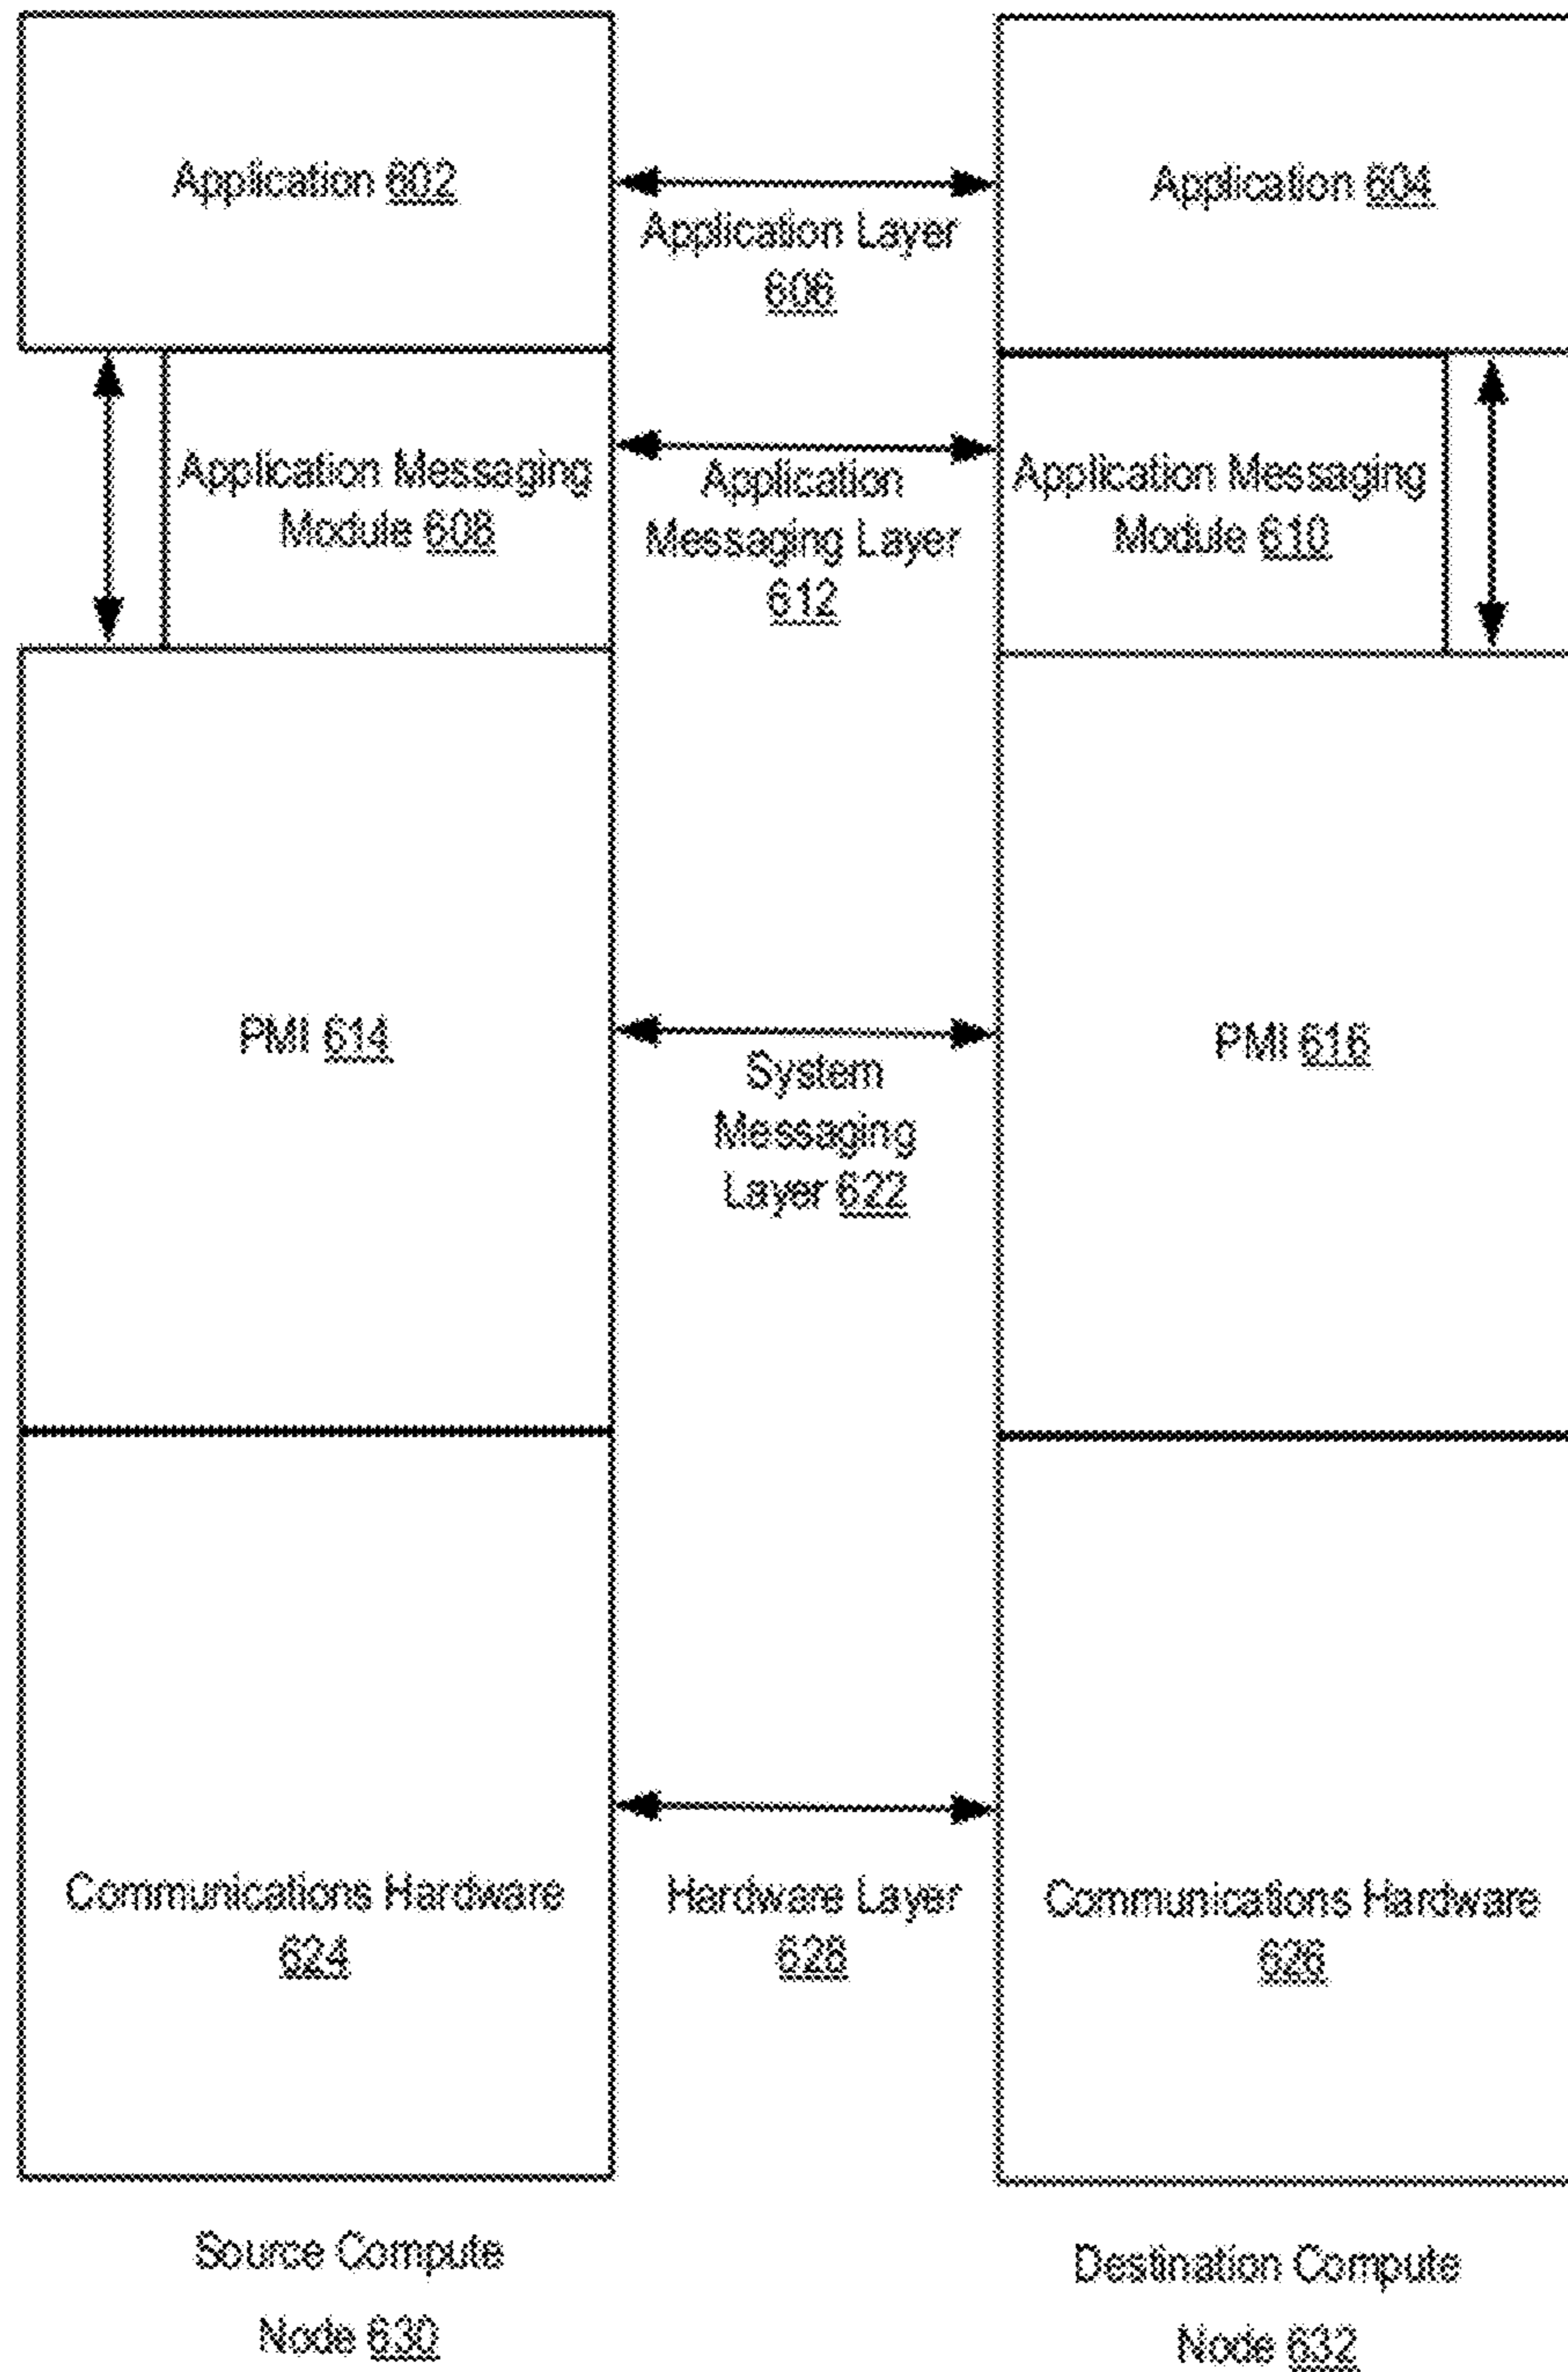 Application 602
Application 604
Application Layer
606
Application Messaging
Module 608
Application
Messaging Layer
612
Application Messaging
Module 610
PMI 614
System
Messaging
Layer 622
PMI 616
Communications Hardware
624
Hardware Layer
628
Communications Hardware
626
Source Compute
Node 630
Destination Compute
Node 632